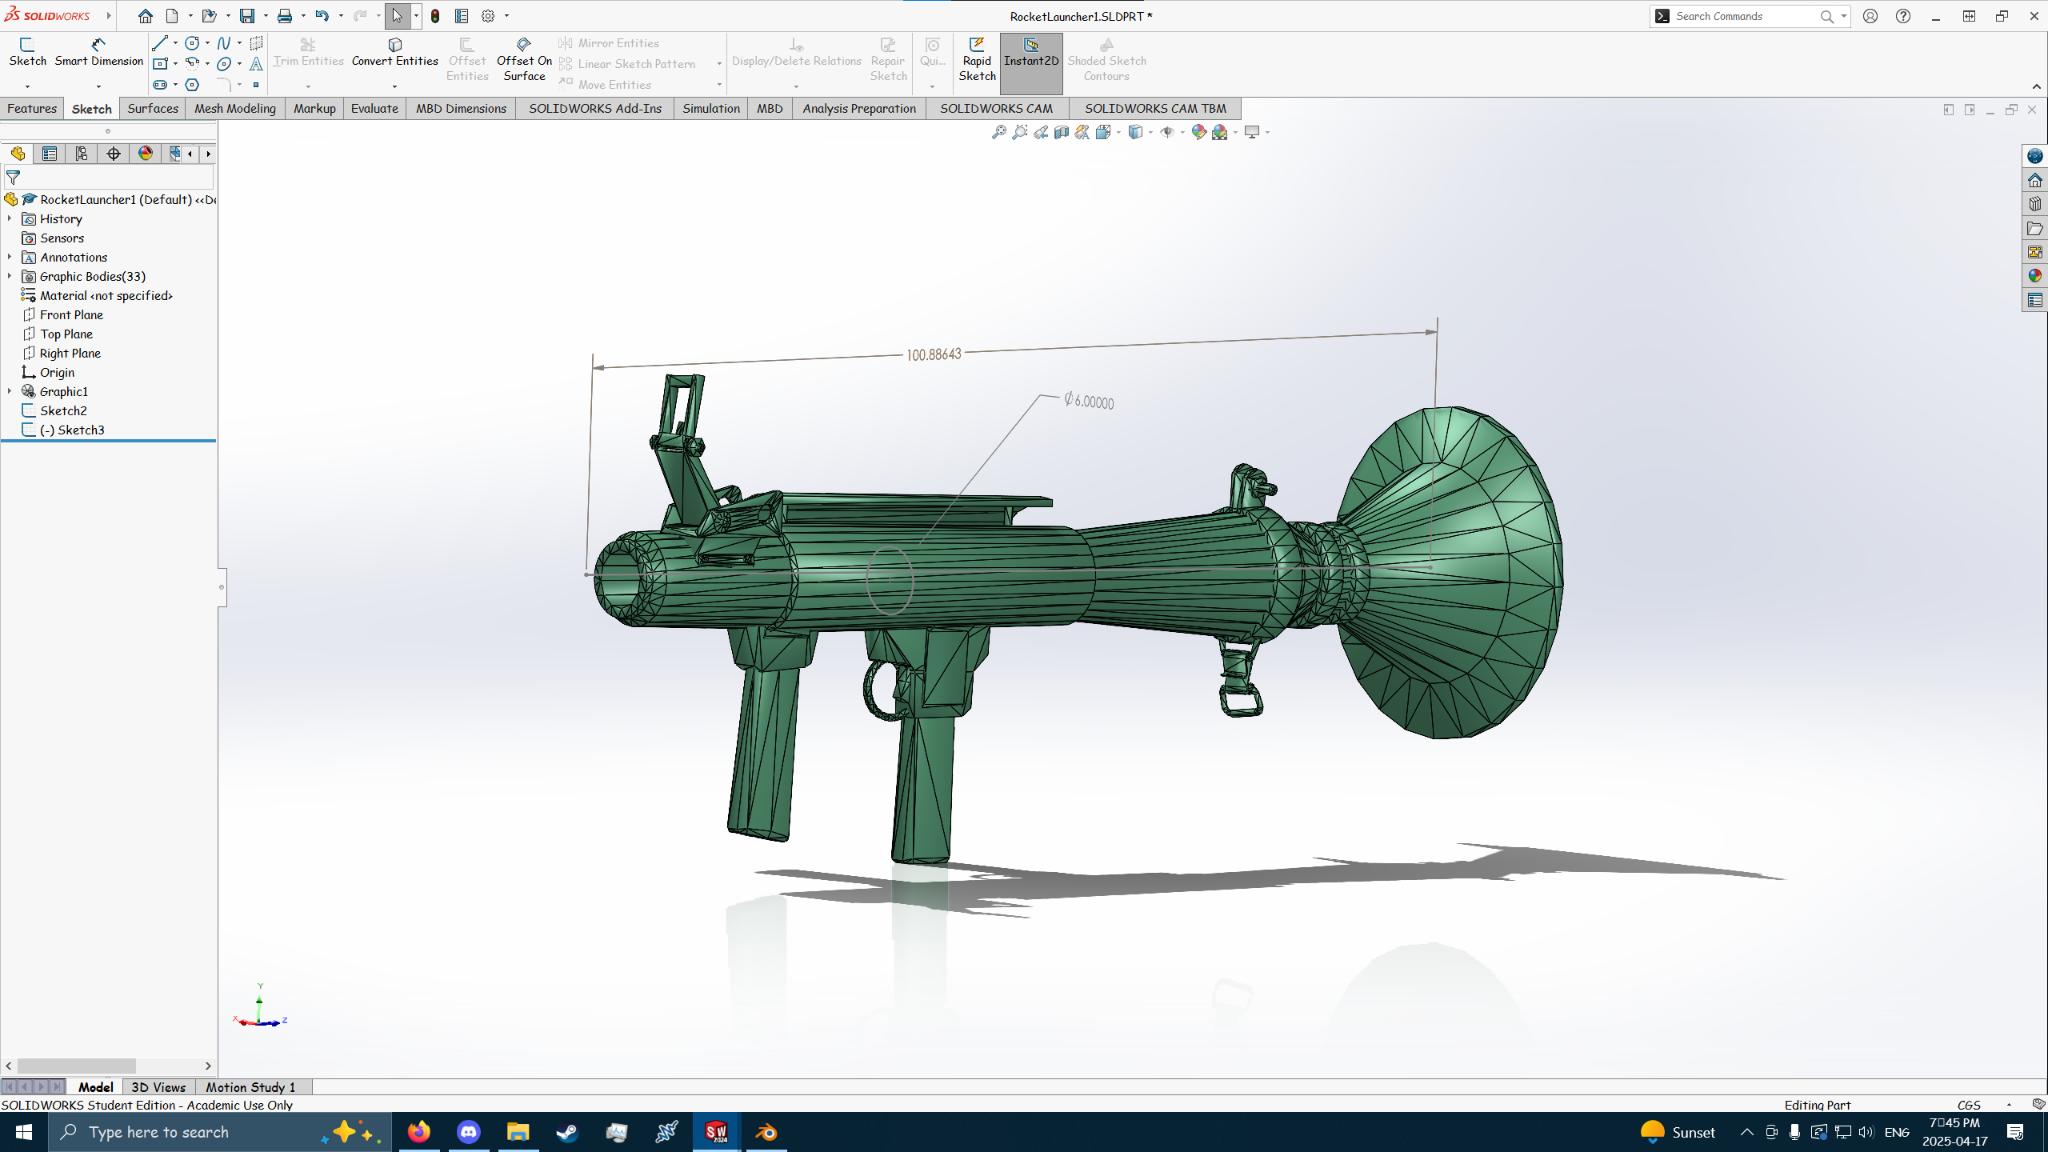 SOLIDWORKS
RocketLauncher1.SLDPRT *
Search Commands
Sketch
Smart Dimension
Trim Entities
Convert Entities
Offset Entities
Offset On Surface
Mirror Entities
Linear Sketch Pattern
Move Entities
Display/Delete Relations
Repair Sketch
Qui...
Rapid Sketch
Instant2D
Shaded Sketch Contours
Features
Sketch
Surfaces
Mesh Modeling
Markup
Evaluate
MBD Dimensions
SOLIDWORKS Add-Ins
Simulation
MBD
Analysis Preparation
SOLIDWORKS CAM
SOLIDWORKS CAM TBM
RocketLauncher1 (Default) <<De
History
Sensors
Annotations
Graphic Bodies(33)
Material <not specified>
Front Plane
Top Plane
Right Plane
Origin
Graphic1
Sketch2
(-) Sketch3
100.88643
Ø6.00000
Y
X
Z
Model
3D Views
Motion Study 1
SOLIDWORKS Student Edition - Academic Use Only
Editing Part
CGS
Type here to search
SW
2024
Sunset
ENG
7:45 PM
2025-04-17